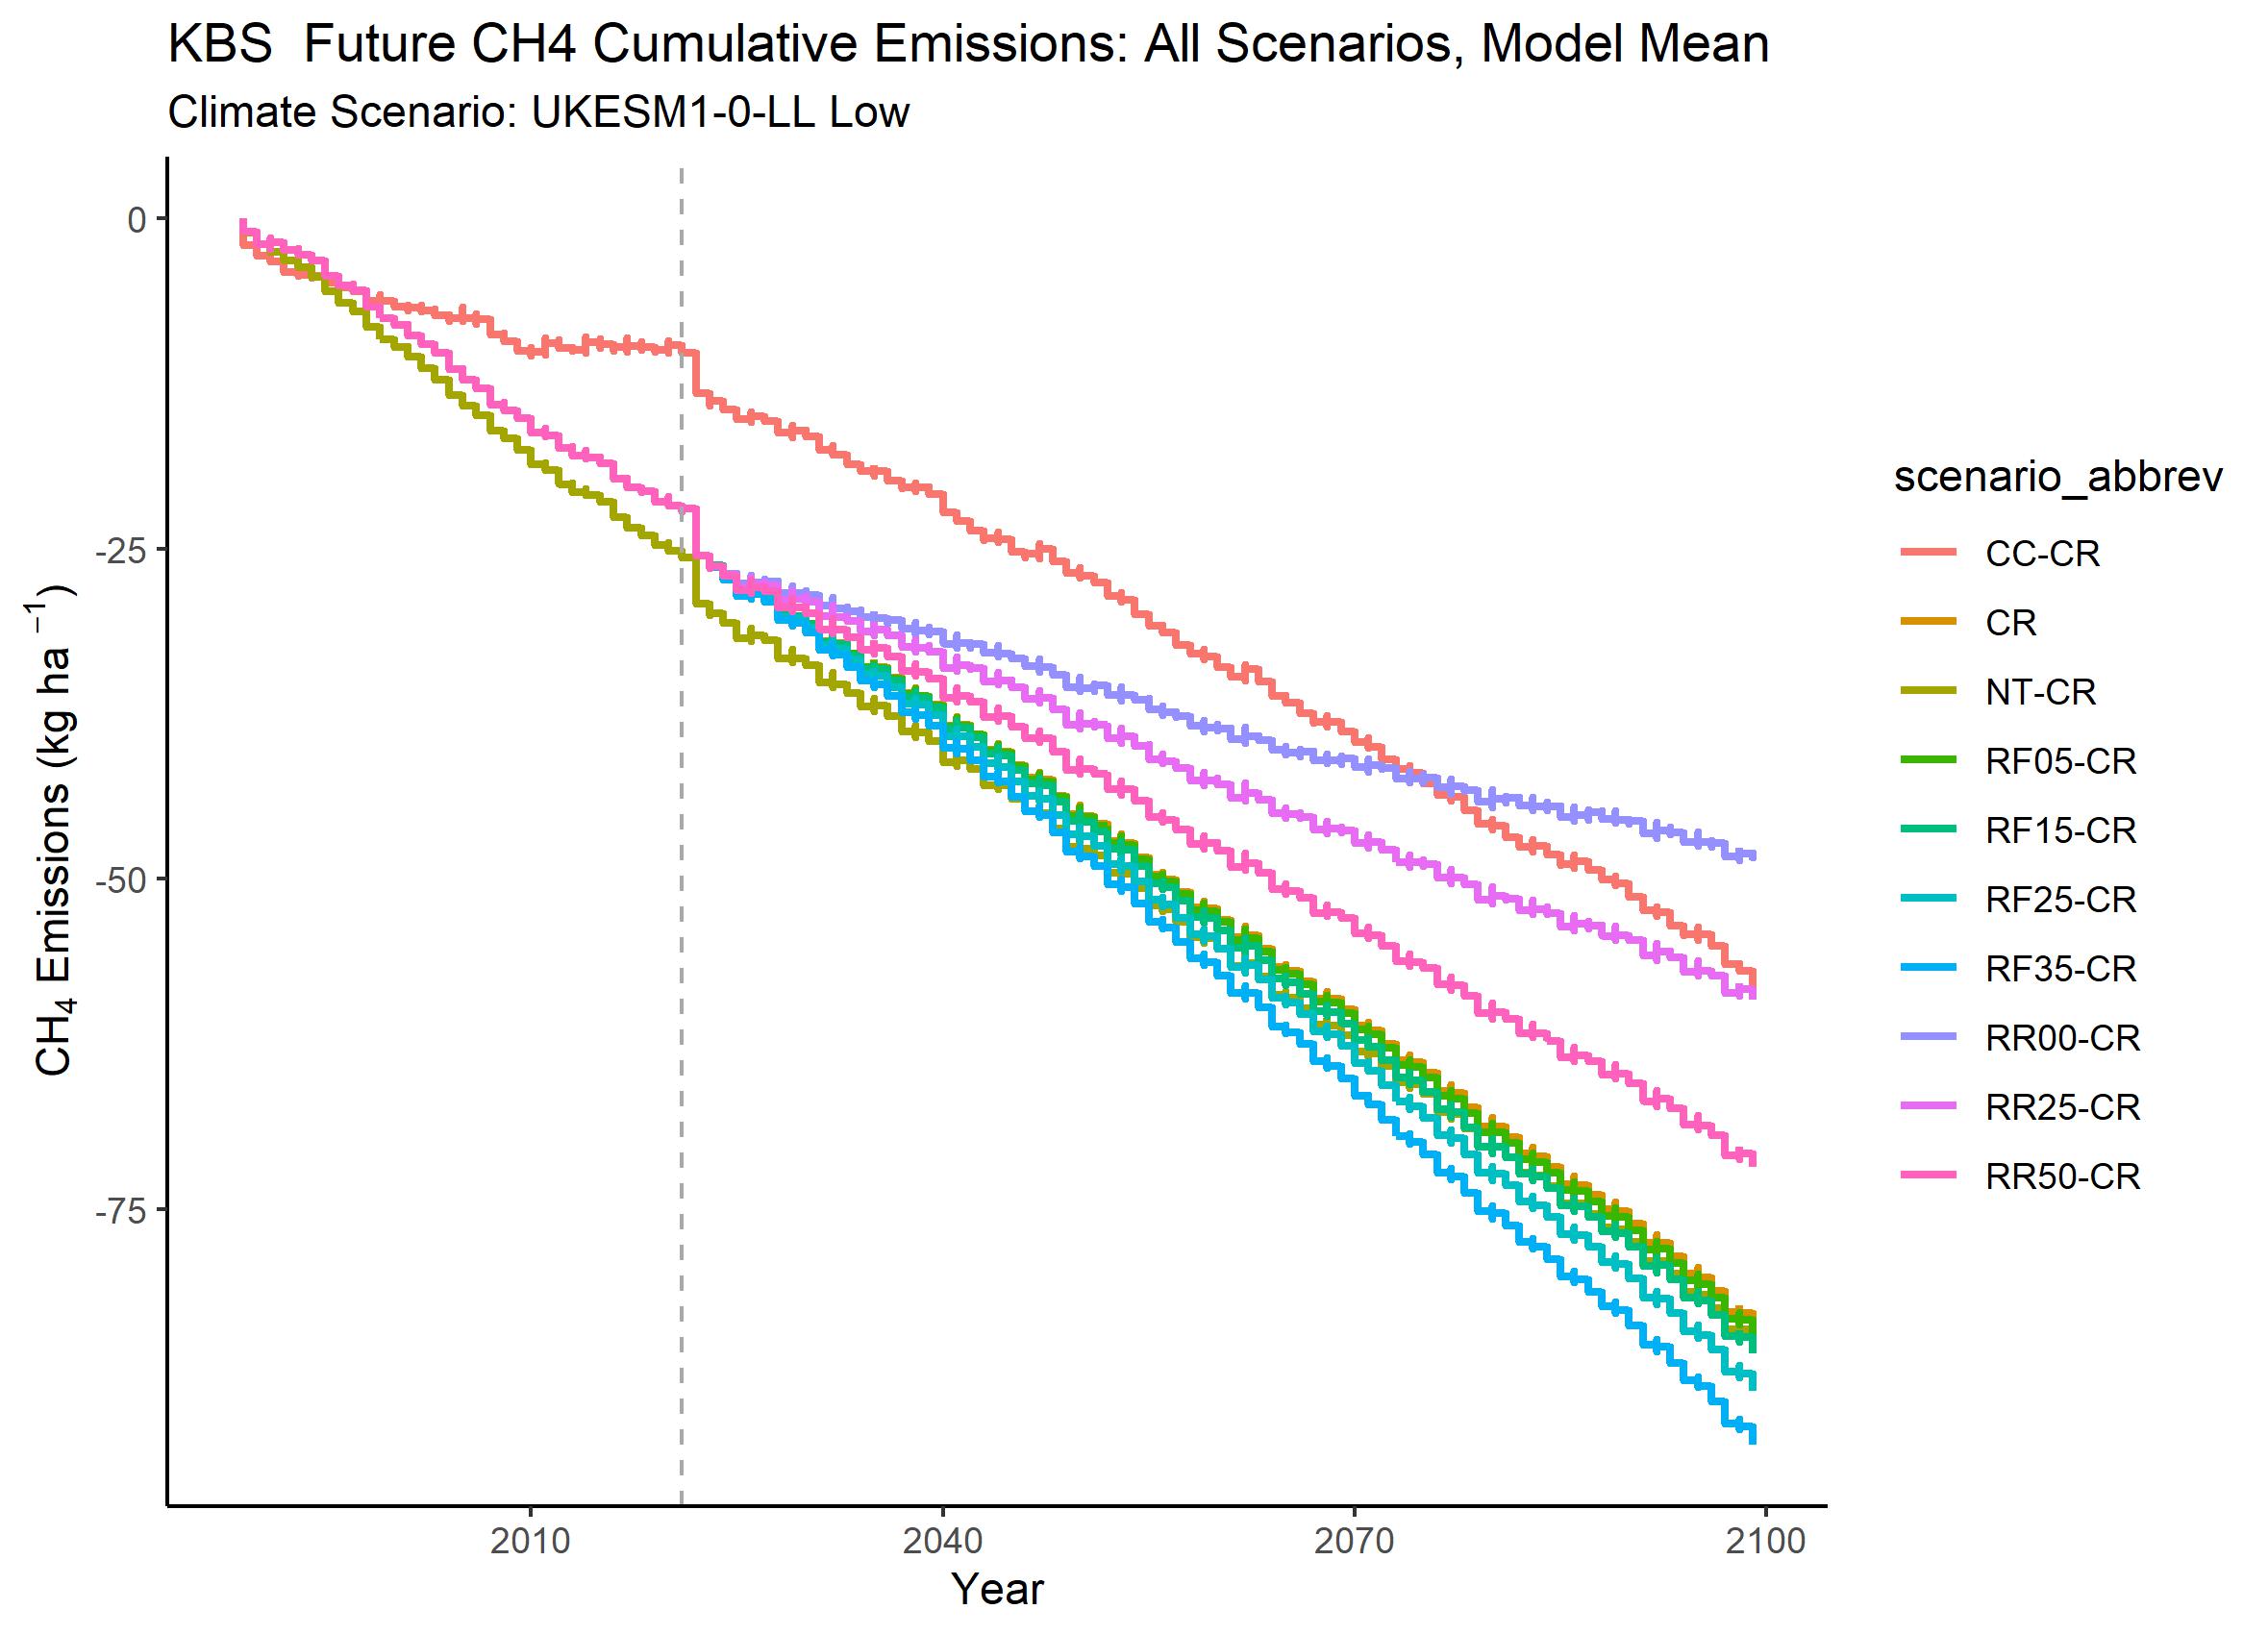 KBS  Future CH4 Cumulative Emissions: All Scenarios, Model Mean
Climate Scenario: UKESM1-0-LL Low
CH₄ Emissions (kg ha ⁻¹)
0
-25
-50
-75
2010
2040
2070
2100
Year
scenario_abbrev
CC-CR
CR
NT-CR
RF05-CR
RF15-CR
RF25-CR
RF35-CR
RR00-CR
RR25-CR
RR50-CR